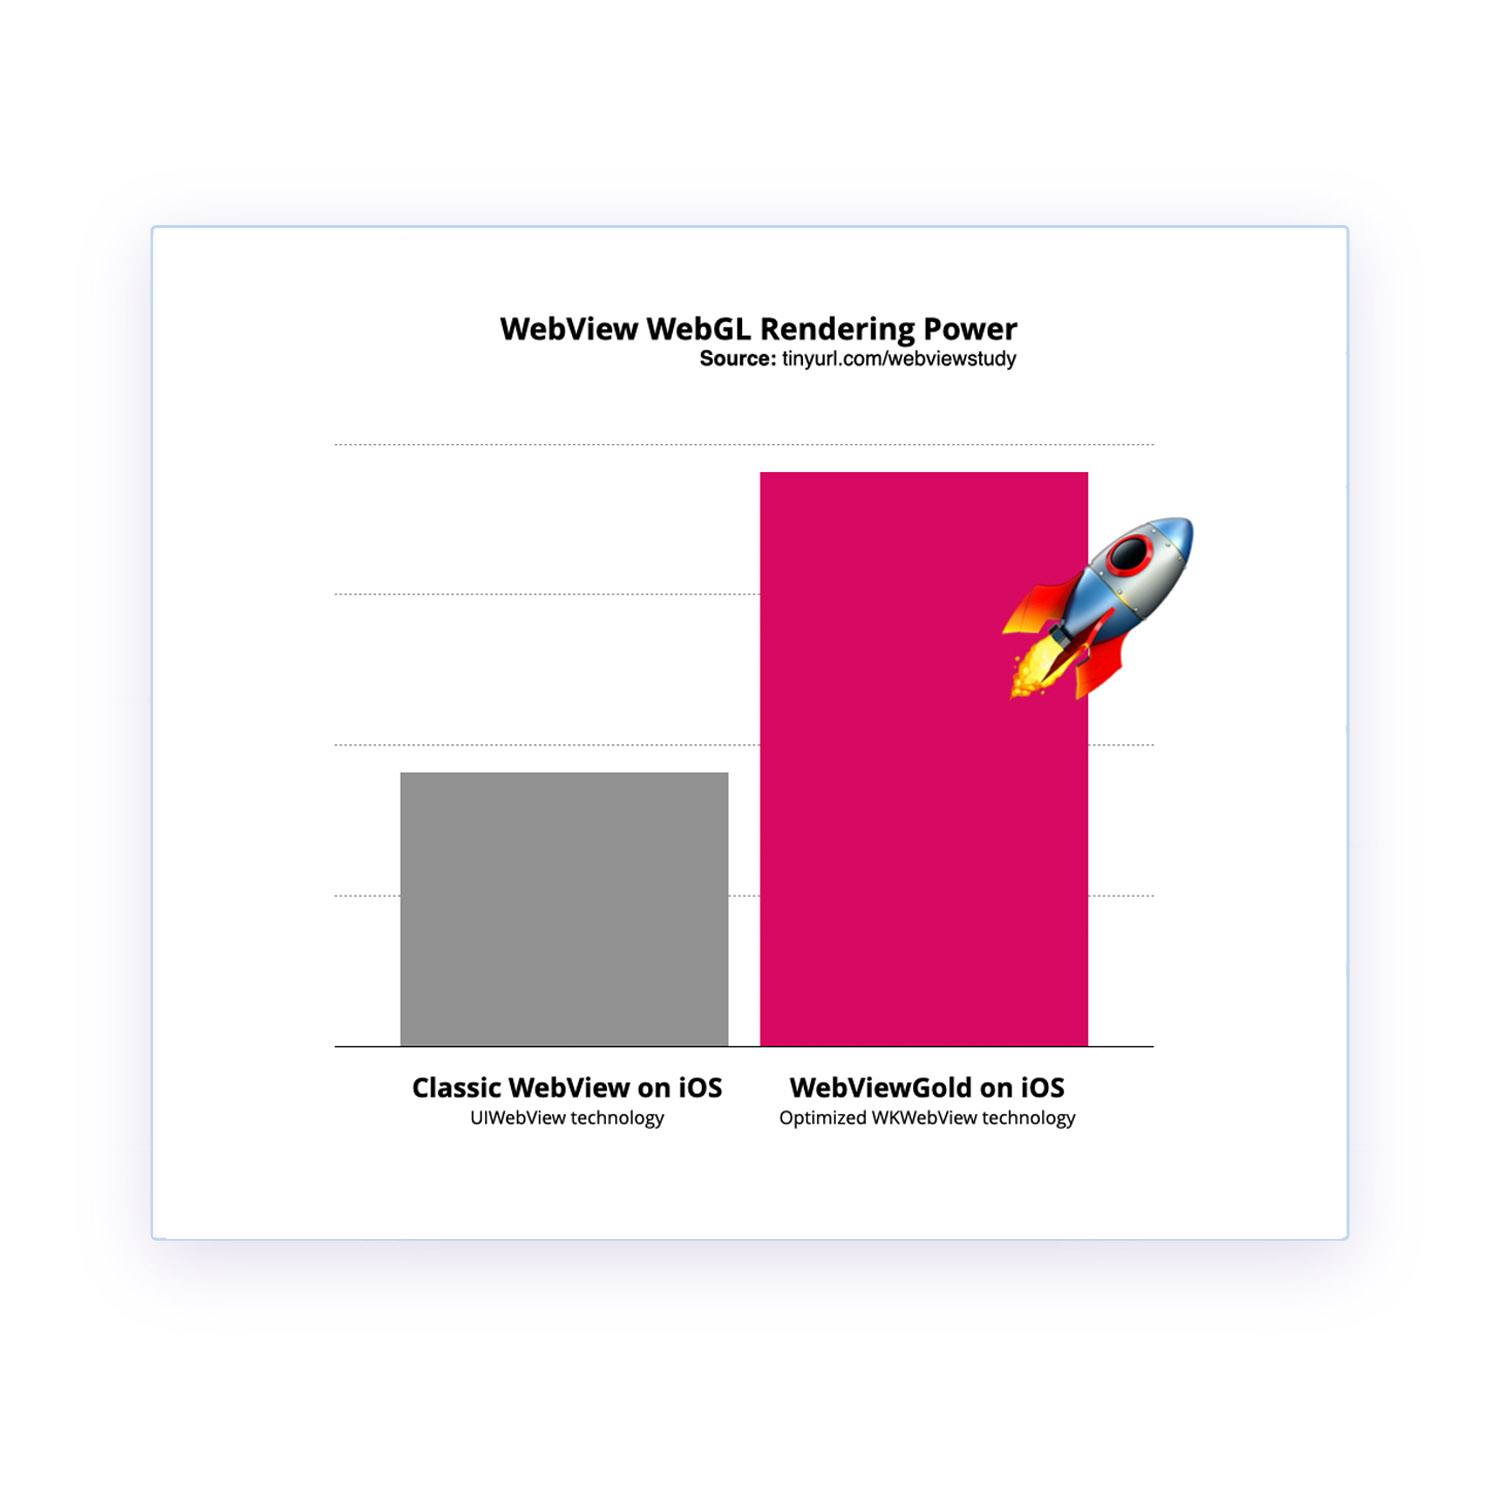 WebView WebGL Rendering Power
Source: tinyurl.com/webviewstudy
Classic WebView on iOS
UIWebView technology
WebViewGold on iOS
Optimized WKWebView technology